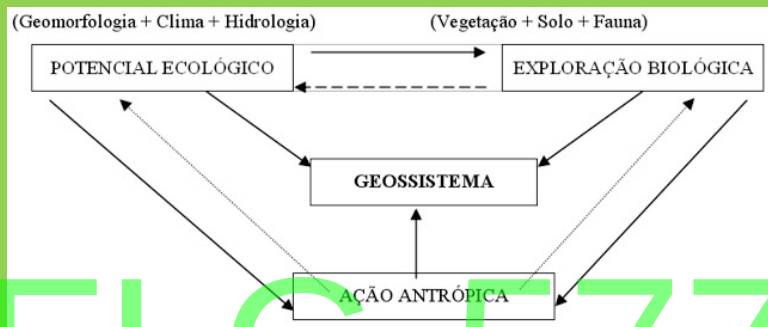 (Geomorfologia + Clima + Hidrologia) (Vegetação + Solo + Fauna)
POTENCIAL ECOLÓGICO EXPLORAÇÃO BIOLÓGICA
GEOSSISTEMA
AÇÃO ANTRÓPICA